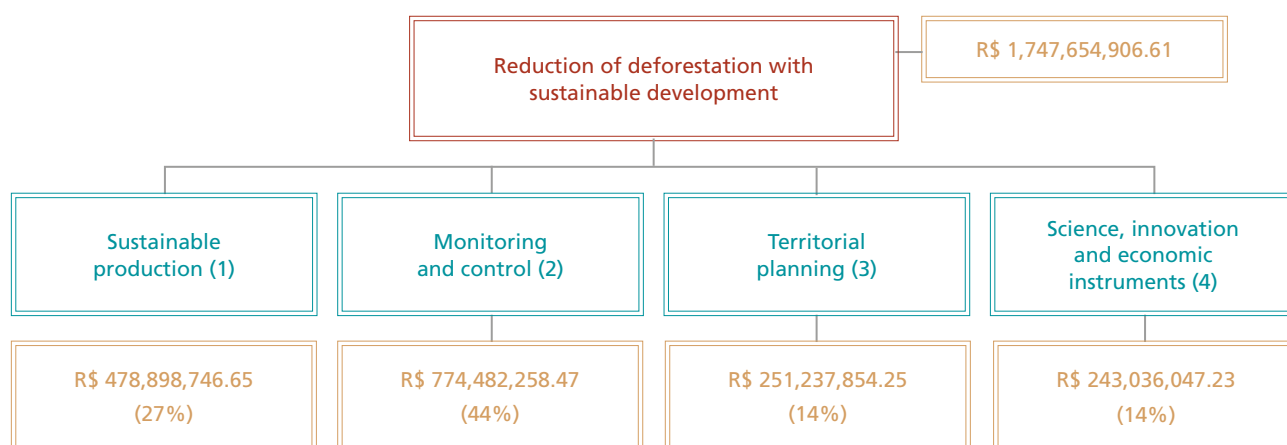 Reduction of deforestation with
sustainable development
R$ 1,747,654,906.61
Sustainable
production (1)
Monitoring
and control (2)
Territorial
planning (3)
Science, innovation
and economic
instruments (4)
R$ 478,898,746.65
(27%)
R$ 774,482,258.47
(44%)
R$ 251,237,854.25
(14%)
R$ 243,036,047.23
(14%)